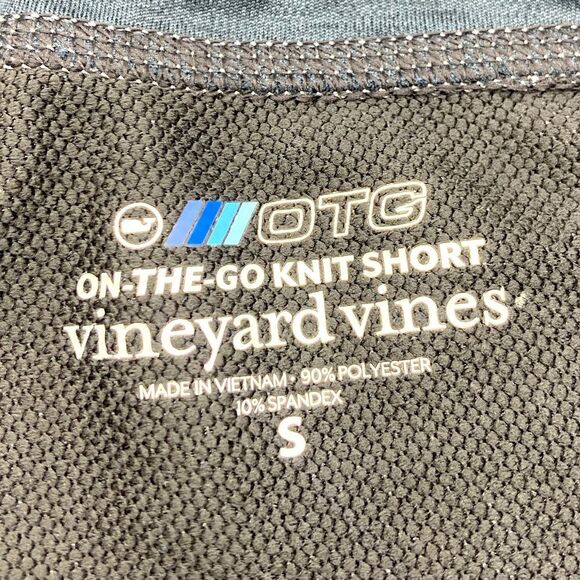 OTG
ON-THE-GO KNIT SHORT
vineyard vines
MADE IN VIETNAM • 90% POLYESTER
10% SPANDEX
S